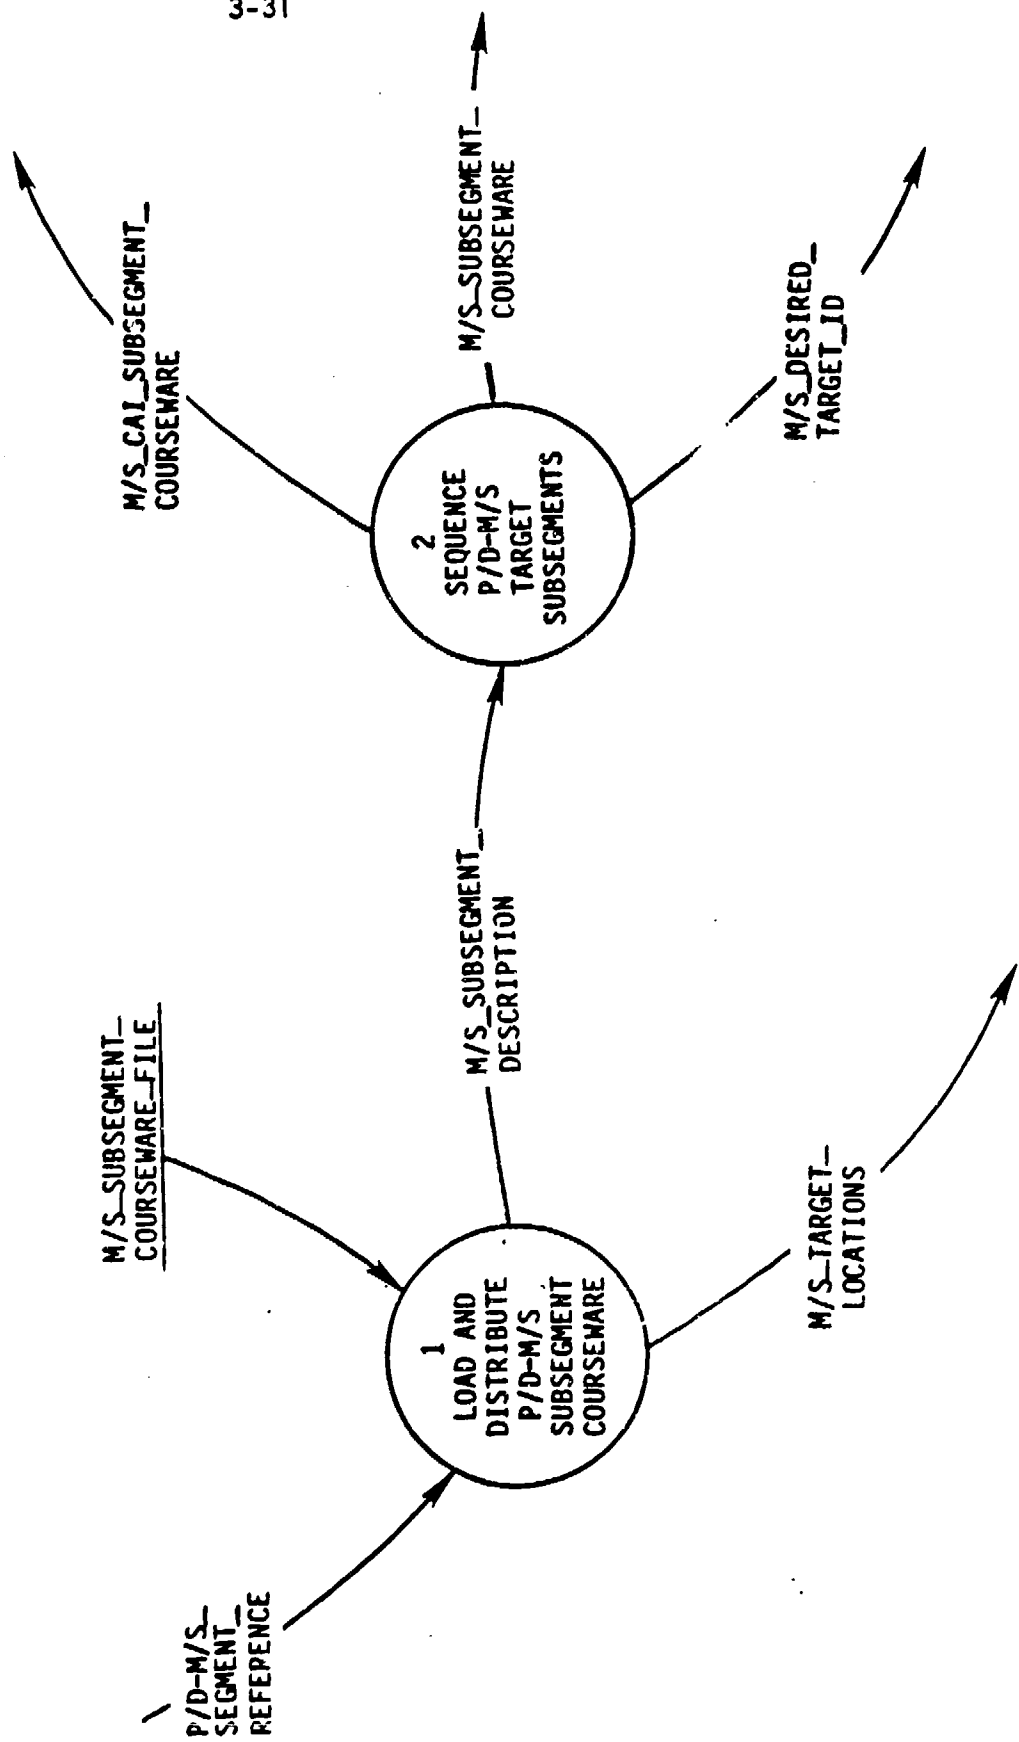 3-31
P/D-M/S_
SEGMENT_
REFERENCE
M/S_SUBSEGMENT_
COURSEWARE_FILE
1
LOAD AND
DISTRIBUTE
P/D-M/S
SUBSEGMENT
COURSEWARE
M/S_TARGET_
LOCATIONS
M/S_SUBSEGMENT_
DESCRIPTION
2
SEQUENCE
P/D-M/S
TARGET
SUBSEGMENTS
M/S_CAI_SUBSEGMENT_
COURSEWARE
M/S_SUBSEGMENT_
COURSEWARE
M/S_DESIRED_
TARGET_ID